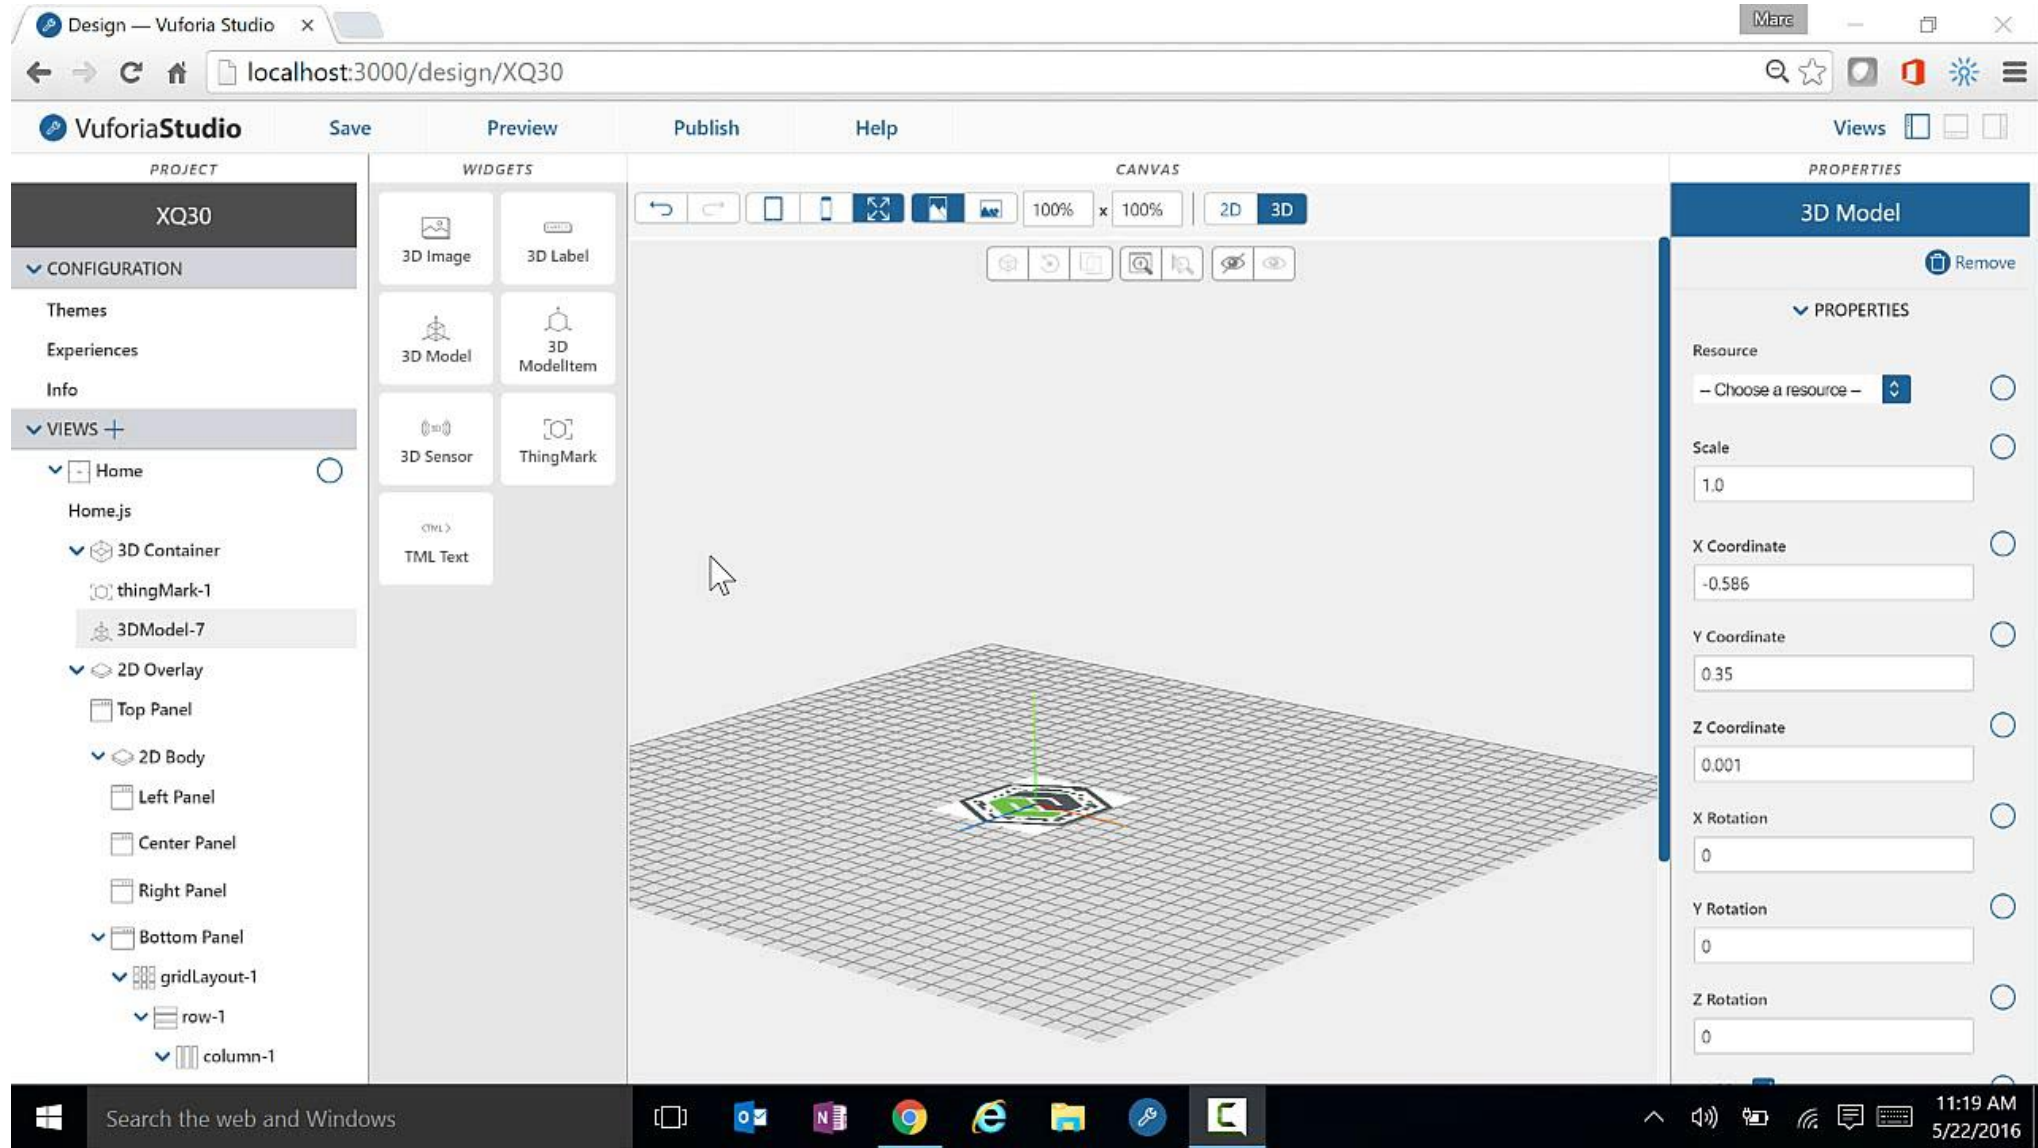 Design — Vuforia Studio
Marc
localhost:3000/design/XQ30
VuforiaStudio Save Preview Publish Help Views
PROJECT WIDGETS CANVAS PROPERTIES
XQ30
CONFIGURATION
Themes
Experiences
Info
VIEWS
Home
Home.js
3D Container
thingMark-1
3DModel-7
2D Overlay
Top Panel
2D Body
Left Panel
Center Panel
Right Panel
Bottom Panel
gridLayout-1
row-1
column-1
3D Image 3D Label
3D Model 3D
ModelItem
3D Sensor ThingMark
TML Text
100% x 100% 2D 3D
3D Model
Remove
PROPERTIES
Resource
-- Choose a resource --
Scale
1.0
X Coordinate
-0.586
Y Coordinate
0.35
Z Coordinate
0.001
X Rotation
0
Y Rotation
0
Z Rotation
0
Search the web and Windows
11:19 AM
5/22/2016